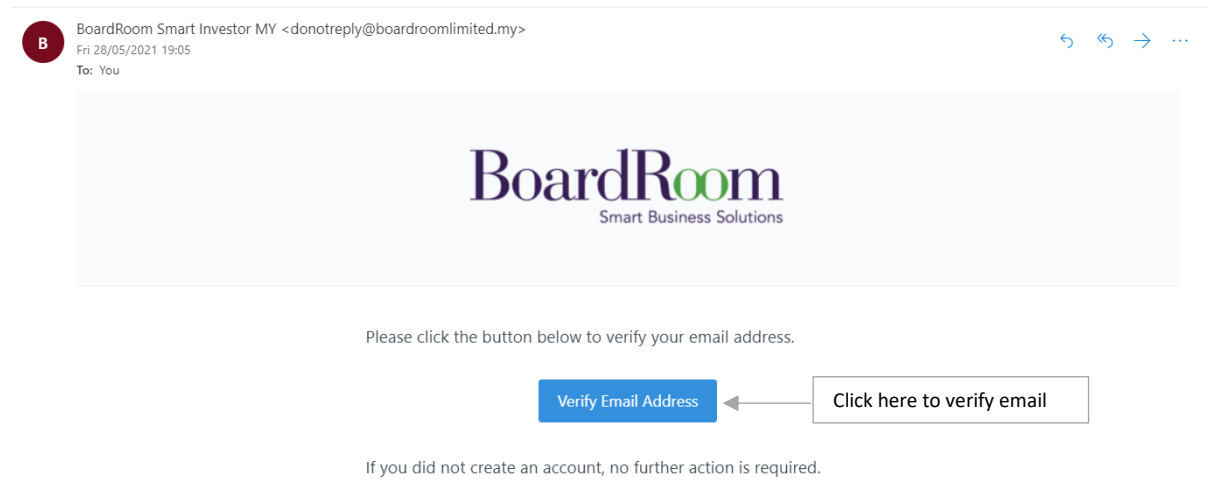 BoardRoom Smart Investor MY <donotreply@boardroomlimited.my>
B
Fri 28/05/2021 19:05
To: You
BoardRoom
Smart Business Solutions
Please click the button below to verify your email address.
Verify Email Address
Click here to verify email
If you did not create an account, no further action is required.